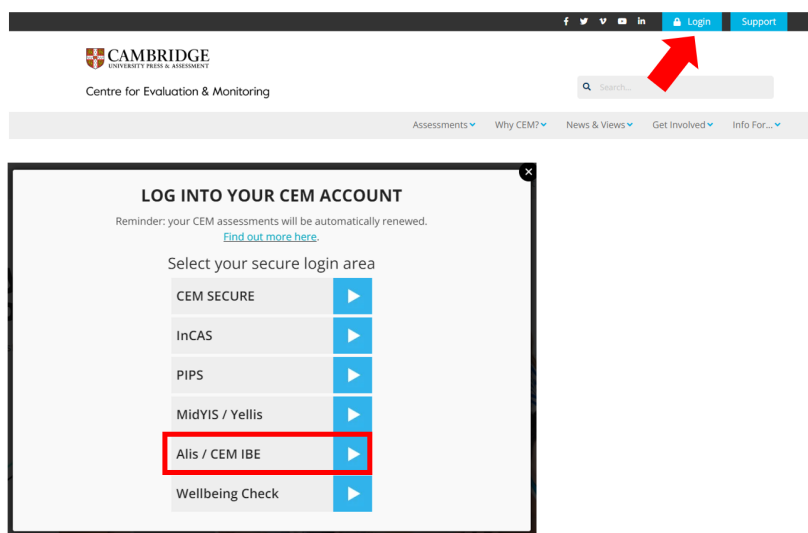 Login Support
CAMBRIDGE
UNIVERSITY PRESS & ASSESSMENT
Centre for Evaluation & Monitoring
Search...
Assessments Why CEM? News & Views Get Involved Info For...
LOG INTO YOUR CEM ACCOUNT
Reminder: your CEM assessments will be automatically renewed.
Find out more here.
Select your secure login area
CEM SECURE
InCAS
PIPS
MidYIS / Yellis
Alis / CEM IBE
Wellbeing Check